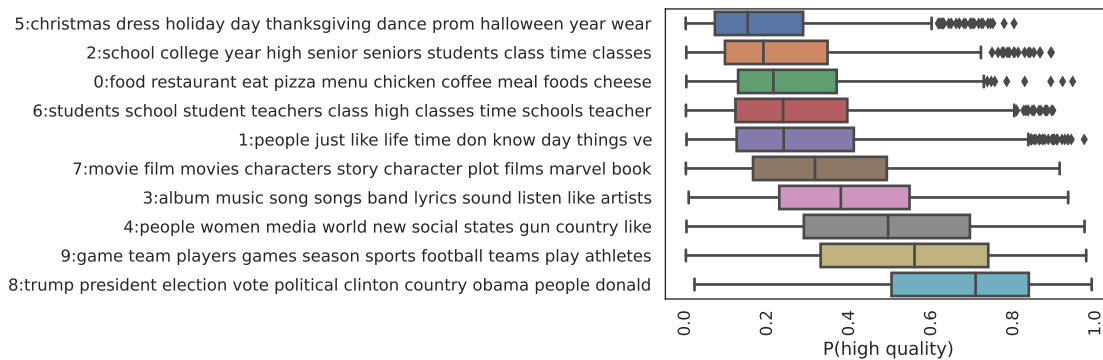 5:christmas dress holiday day thanksgiving dance prom halloween year wear
2:school college year high senior seniors students class time classes
0:food restaurant eat pizza menu chicken coffee meal foods cheese
6:students school student teachers class high classes time schools teacher
1:people just like life time don know day things ve
7:movie film movies characters story character plot films marvel book
3:album music song songs band lyrics sound listen like artists
4:people women media world new social states gun country like
9:game team players games season sports football teams play athletes
8:trump president election vote political clinton country obama people donald
0.0 0.2 0.4 0.6 0.8 1.0
P(high quality)